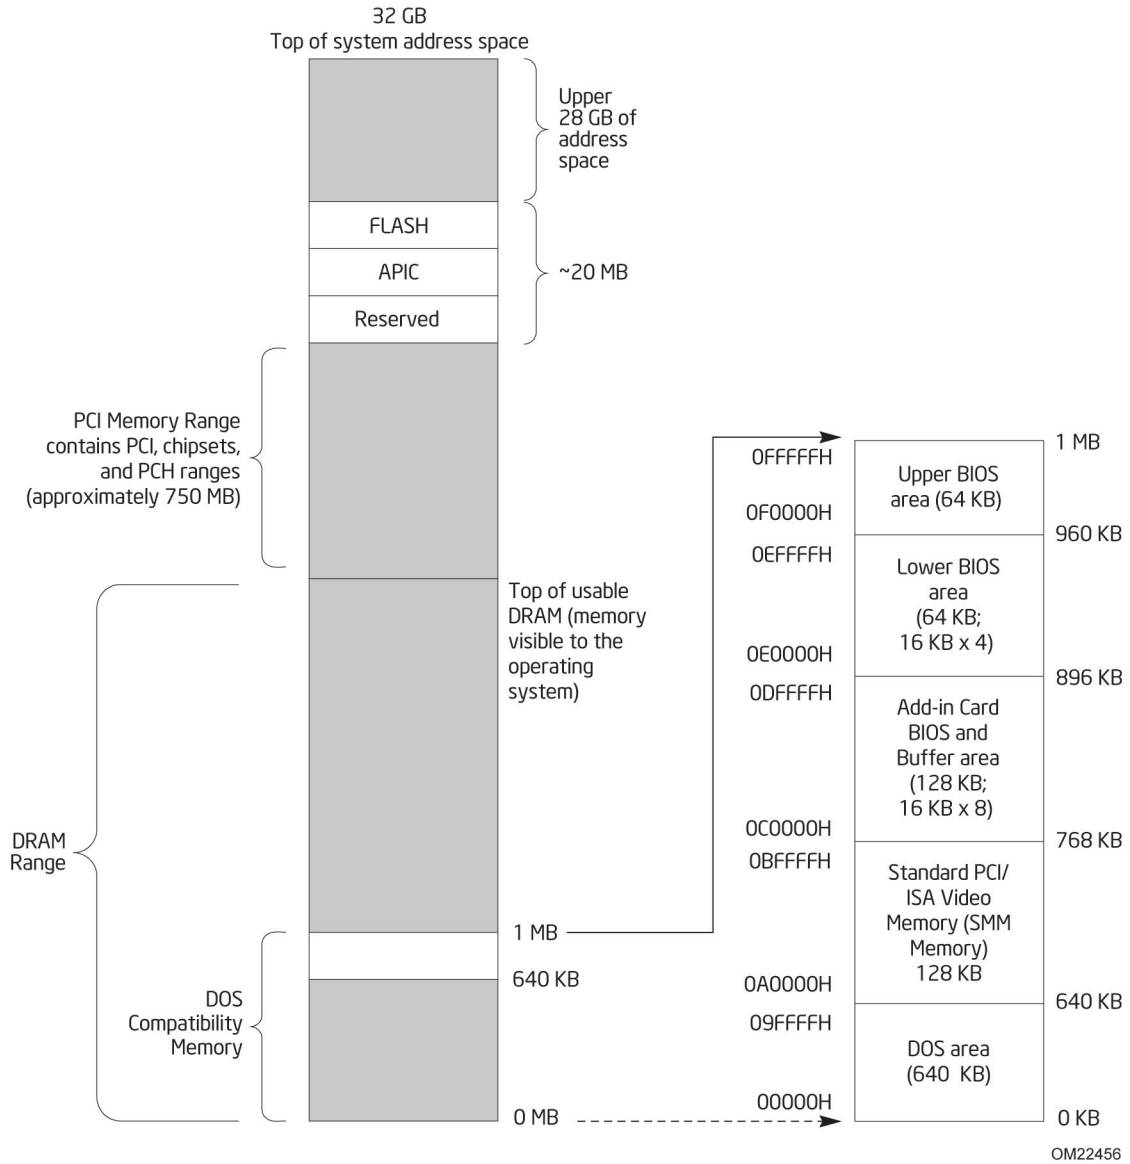 32 GB
Top of system address space
Upper
28 GB of
address
space
FLASH
APIC
~20 MB
Reserved
PCI Memory Range
contains PCI, chipsets,
and PCH ranges
(approximately 750 MB)
Top of usable
DRAM (memory
visible to the
operating
system)
DRAM
Range
1 MB
640 KB
DOS
Compatibility
Memory
0 MB
0FFFFFH
0F0000H
0EFFFFH
0E0000H
0DFFFFH
0C0000H
0BFFFFH
0A0000H
09FFFFH
00000H
Upper BIOS
area (64 KB)
Lower BIOS
area
(64 KB;
16 KB x 4)
Add-in Card
BIOS and
Buffer area
(128 KB;
16 KB x 8)
Standard PCI/
ISA Video
Memory (SMM
Memory)
128 KB
DOS area
(640 KB)
1 MB
960 KB
896 KB
768 KB
640 KB
0 KB
OM22456